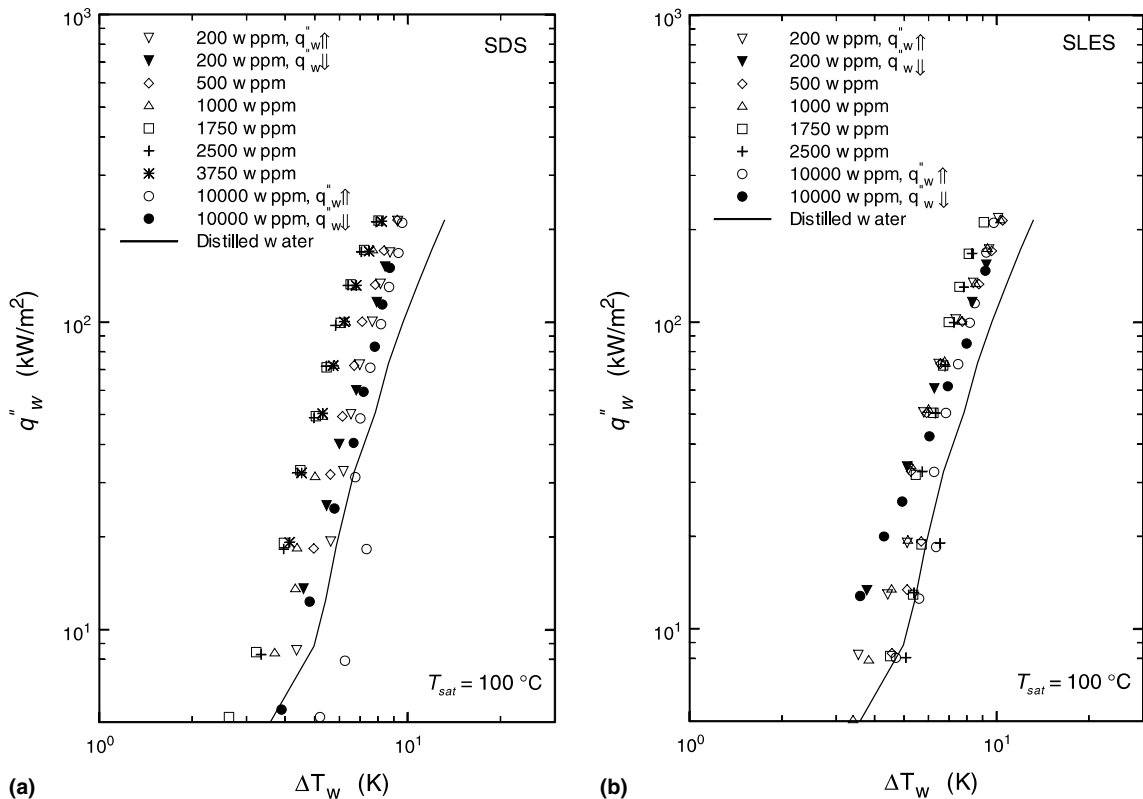 SDS
200 w ppm, q"w⇑
200 w ppm, q"w⇓
500 w ppm
1000 w ppm
1750 w ppm
2500 w ppm
3750 w ppm
10000 w ppm, q"w⇑
10000 w ppm, q"w⇓
Distilled w ater
10³
10²
10¹
q"w (kW/m²)
Tsat = 100 °C
10⁰
10¹
ΔTw (K)
(a)
SLES
200 w ppm, q"w⇑
200 w ppm, q"w⇓
500 w ppm
1000 w ppm
1750 w ppm
2500 w ppm
10000 w ppm, q"w⇑
10000 w ppm, q"w⇓
Distilled w ater
10³
10²
10¹
q"w (kW/m²)
Tsat = 100 °C
10⁰
10¹
ΔTw (K)
(b)